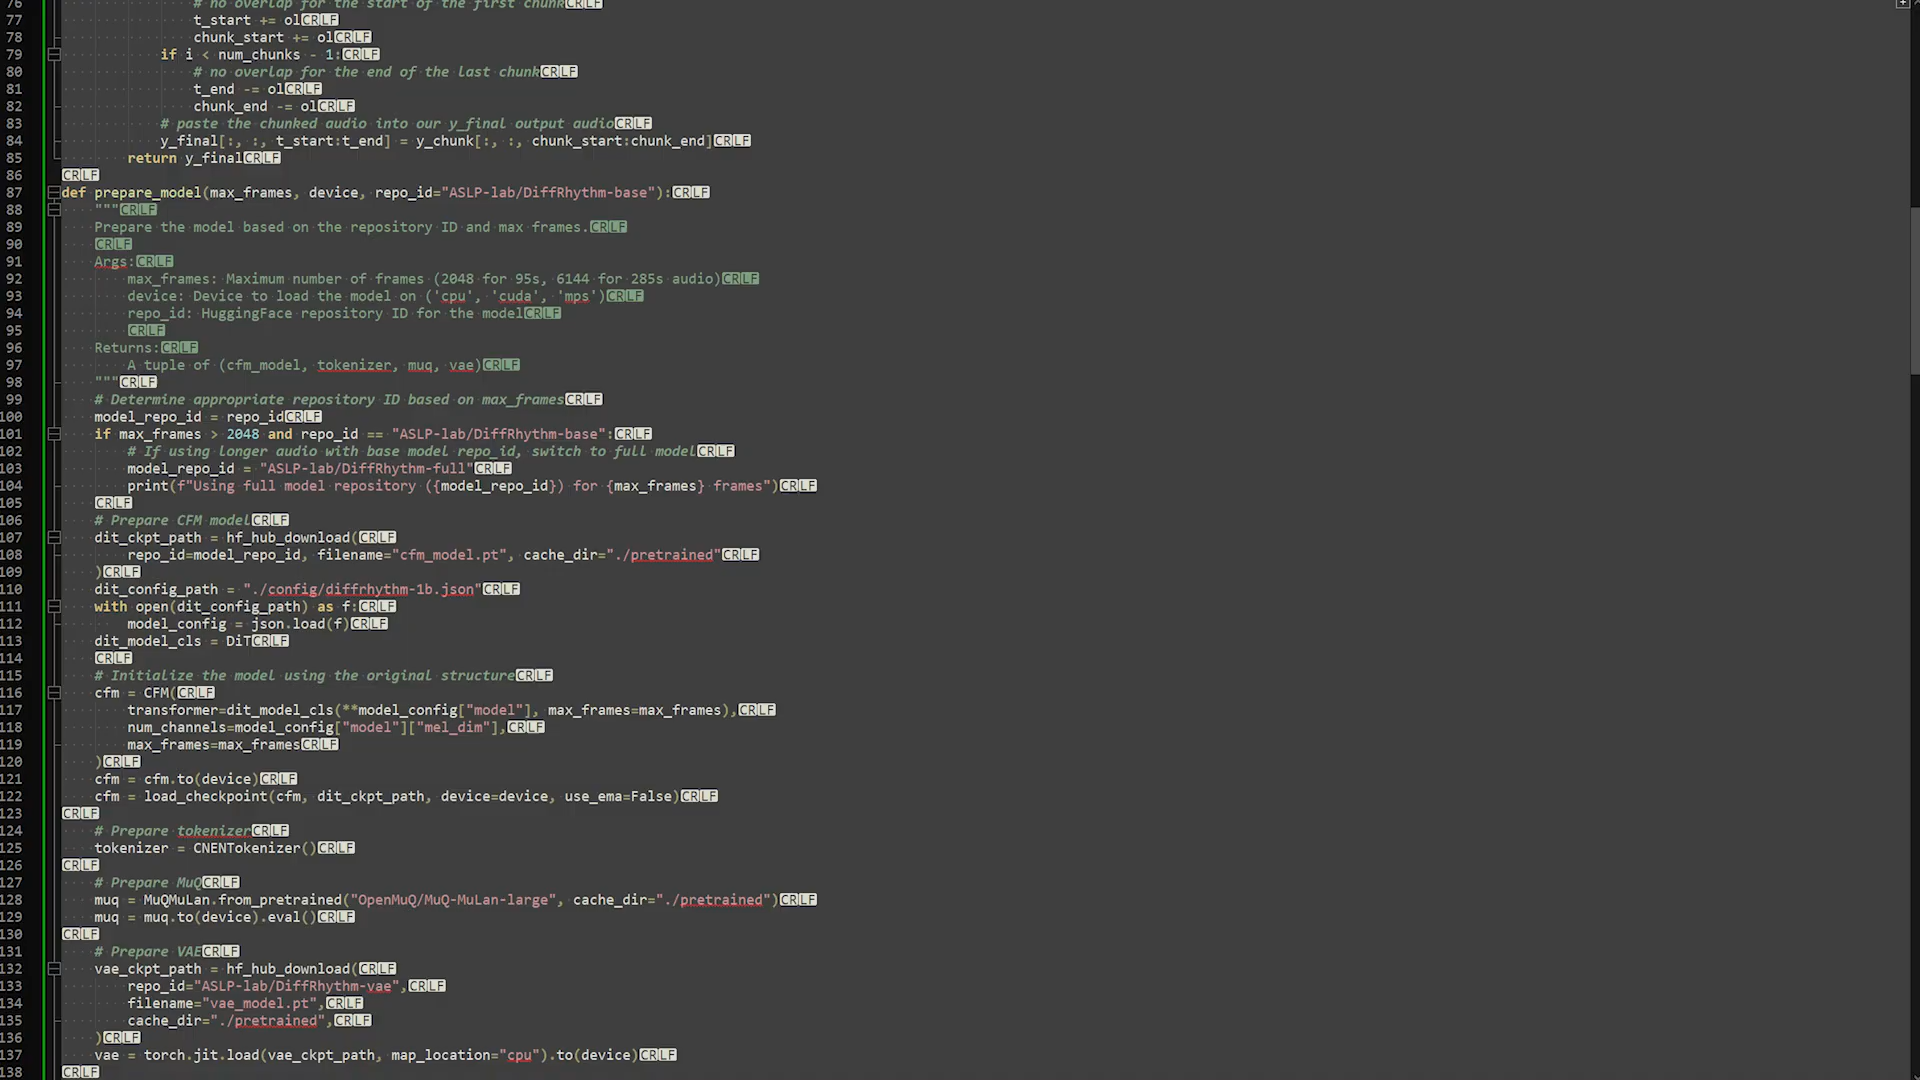 76 # no overlap for the start of the first chunkCRLF
77 t_start += olCRLF
78 chunk_start += olCRLF
79 if i < num_chunks - 1:CRLF
80 # no overlap for the end of the last chunkCRLF
81 t_end -= olCRLF
82 chunk_end -= olCRLF
83 # paste the chunked audio into our y_final output audioCRLF
84 y_final[:, :, t_start:t_end] = y_chunk[:, :, chunk_start:chunk_end]CRLF
85 return y_finalCRLF
86 CRLF
87 def prepare_model(max_frames, device, repo_id="ASLP-lab/DiffRhythm-base"):CRLF
88 """CRLF
89 Prepare the model based on the repository ID and max frames.CRLF
90 CRLF
91 Args:CRLF
92 max_frames: Maximum number of frames (2048 for 95s, 6144 for 285s audio)CRLF
93 device: Device to load the model on ('cpu', 'cuda', 'mps')CRLF
94 repo_id: HuggingFace repository ID for the modelCRLF
95 CRLF
96 Returns:CRLF
97 A tuple of (cfm_model, tokenizer, muq, vae)CRLF
98 """CRLF
99 # Determine appropriate repository ID based on max_framesCRLF
100 model_repo_id = repo_idCRLF
101 if max_frames > 2048 and repo_id == "ASLP-lab/DiffRhythm-base":CRLF
102 # If using longer audio with base model repo_id, switch to full modelCRLF
103 model_repo_id = "ASLP-lab/DiffRhythm-full"CRLF
104 print(f"Using full model repository ({model_repo_id}) for {max_frames} frames")CRLF
105 CRLF
106 # Prepare CFM modelCRLF
107 dit_ckpt_path = hf_hub_download(CRLF
108 repo_id=model_repo_id, filename="cfm_model.pt", cache_dir="./pretrained"CRLF
109 )CRLF
110 dit_config_path = "./config/diffrhythm-1b.json"CRLF
111 with open(dit_config_path) as f:CRLF
112 model_config = json.load(f)CRLF
113 dit_model_cls = DiTCRLF
114 CRLF
115 # Initialize the model using the original structureCRLF
116 cfm = CFM(CRLF
117 transformer=dit_model_cls(**model_config["model"], max_frames=max_frames),CRLF
118 num_channels=model_config["model"]["mel_dim"],CRLF
119 max_frames=max_framesCRLF
120 )CRLF
121 cfm = cfm.to(device)CRLF
122 cfm = load_checkpoint(cfm, dit_ckpt_path, device=device, use_ema=False)CRLF
123 CRLF
124 # Prepare tokenizerCRLF
125 tokenizer = CNENTokenizer()CRLF
126 CRLF
127 # Prepare MuQCRLF
128 muq = MuQMuLan.from_pretrained("OpenMuQ/MuQ-MuLan-large", cache_dir="./pretrained")CRLF
129 muq = muq.to(device).eval()CRLF
130 CRLF
131 # Prepare VAECRLF
132 vae_ckpt_path = hf_hub_download(CRLF
133 repo_id="ASLP-lab/DiffRhythm-vae",CRLF
134 filename="vae_model.pt",CRLF
135 cache_dir="./pretrained",CRLF
136 )CRLF
137 vae = torch.jit.load(vae_ckpt_path, map_location="cpu").to(device)CRLF
138 CRLF